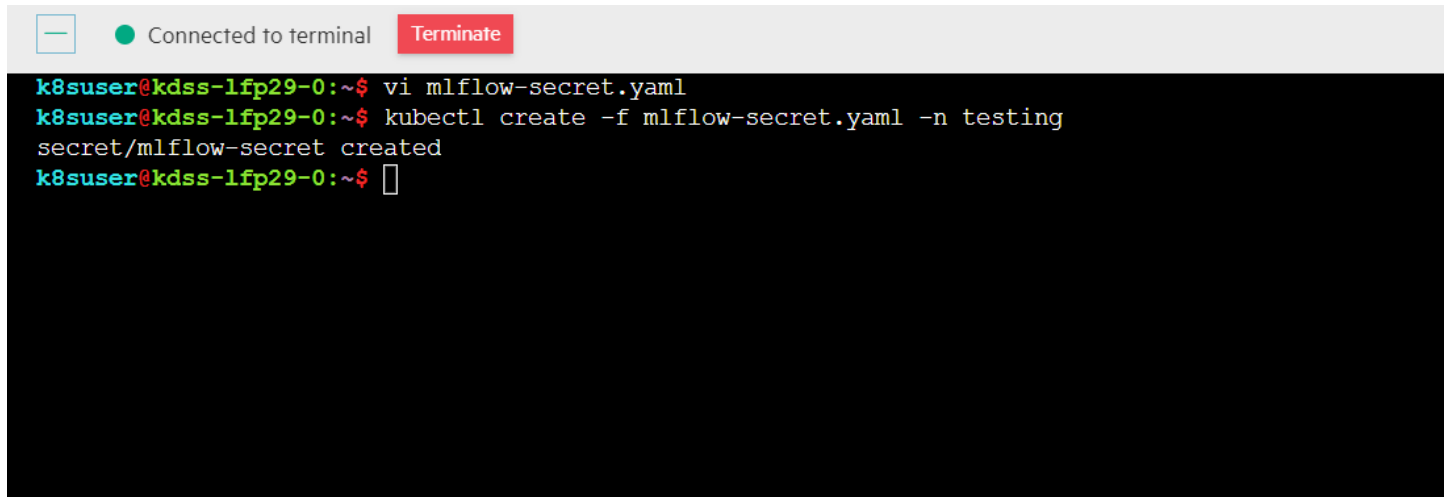 Connected to terminal Terminate
k8suser@kdss-lfp29-0:~$ vi mlflow-secret.yaml
k8suser@kdss-lfp29-0:~$ kubectl create -f mlflow-secret.yaml -n testing
secret/mlflow-secret created
k8suser@kdss-lfp29-0:~$